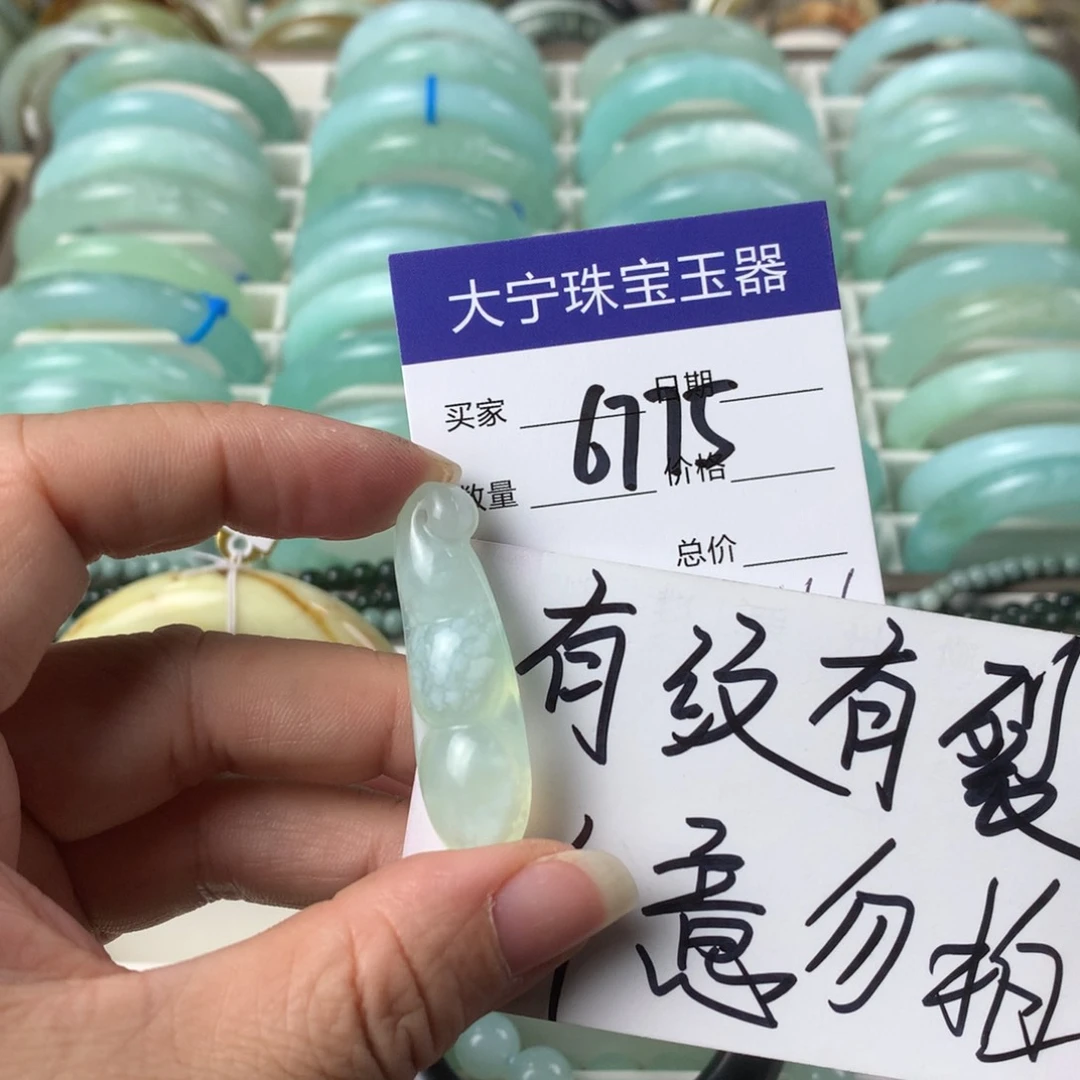 大宁珠宝玉器
买家 日期
6775
数量 价格
总价
有纹有裂
意勿拍